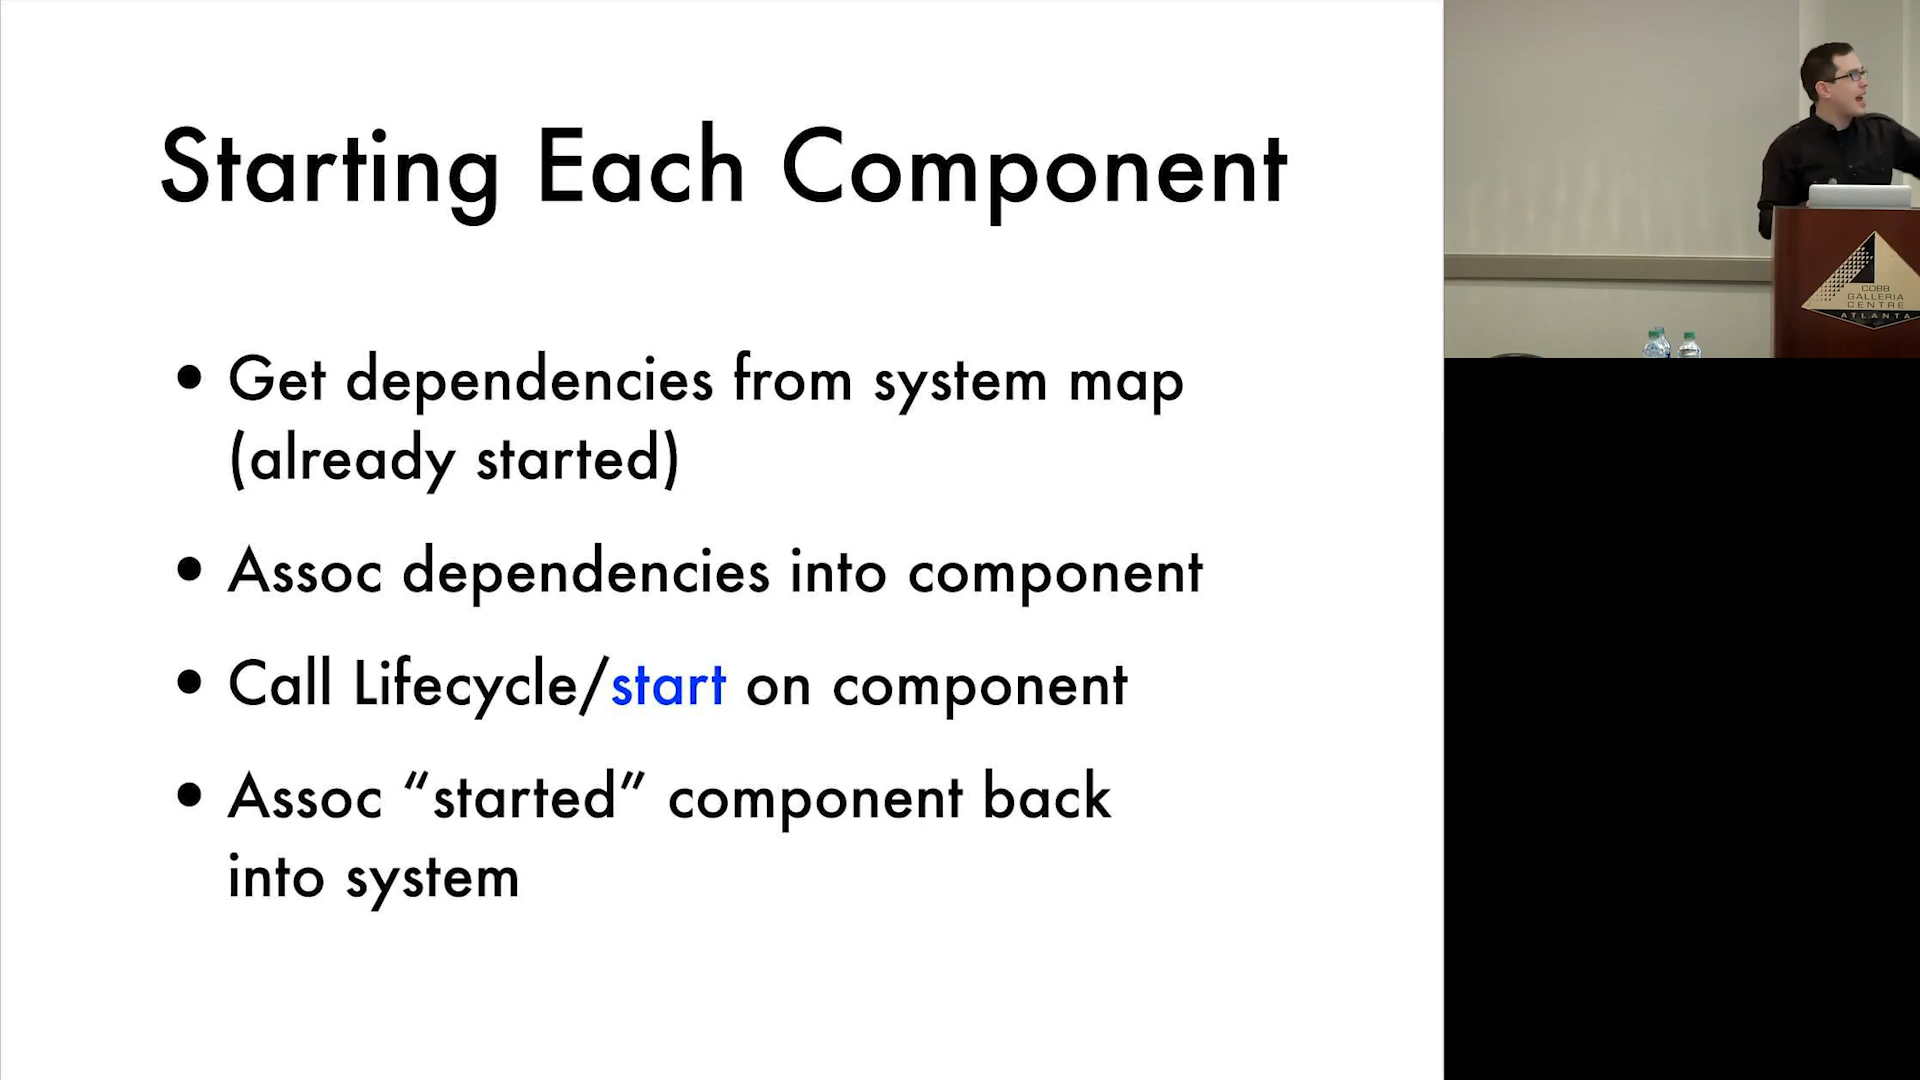 Starting Each Component
• Get dependencies from system map
(already started)
• Assoc dependencies into component
• Call Lifecycle/start on component
• Assoc “started” component back
into system
COBB
GALLERIA
CENTRE
ATLANTA